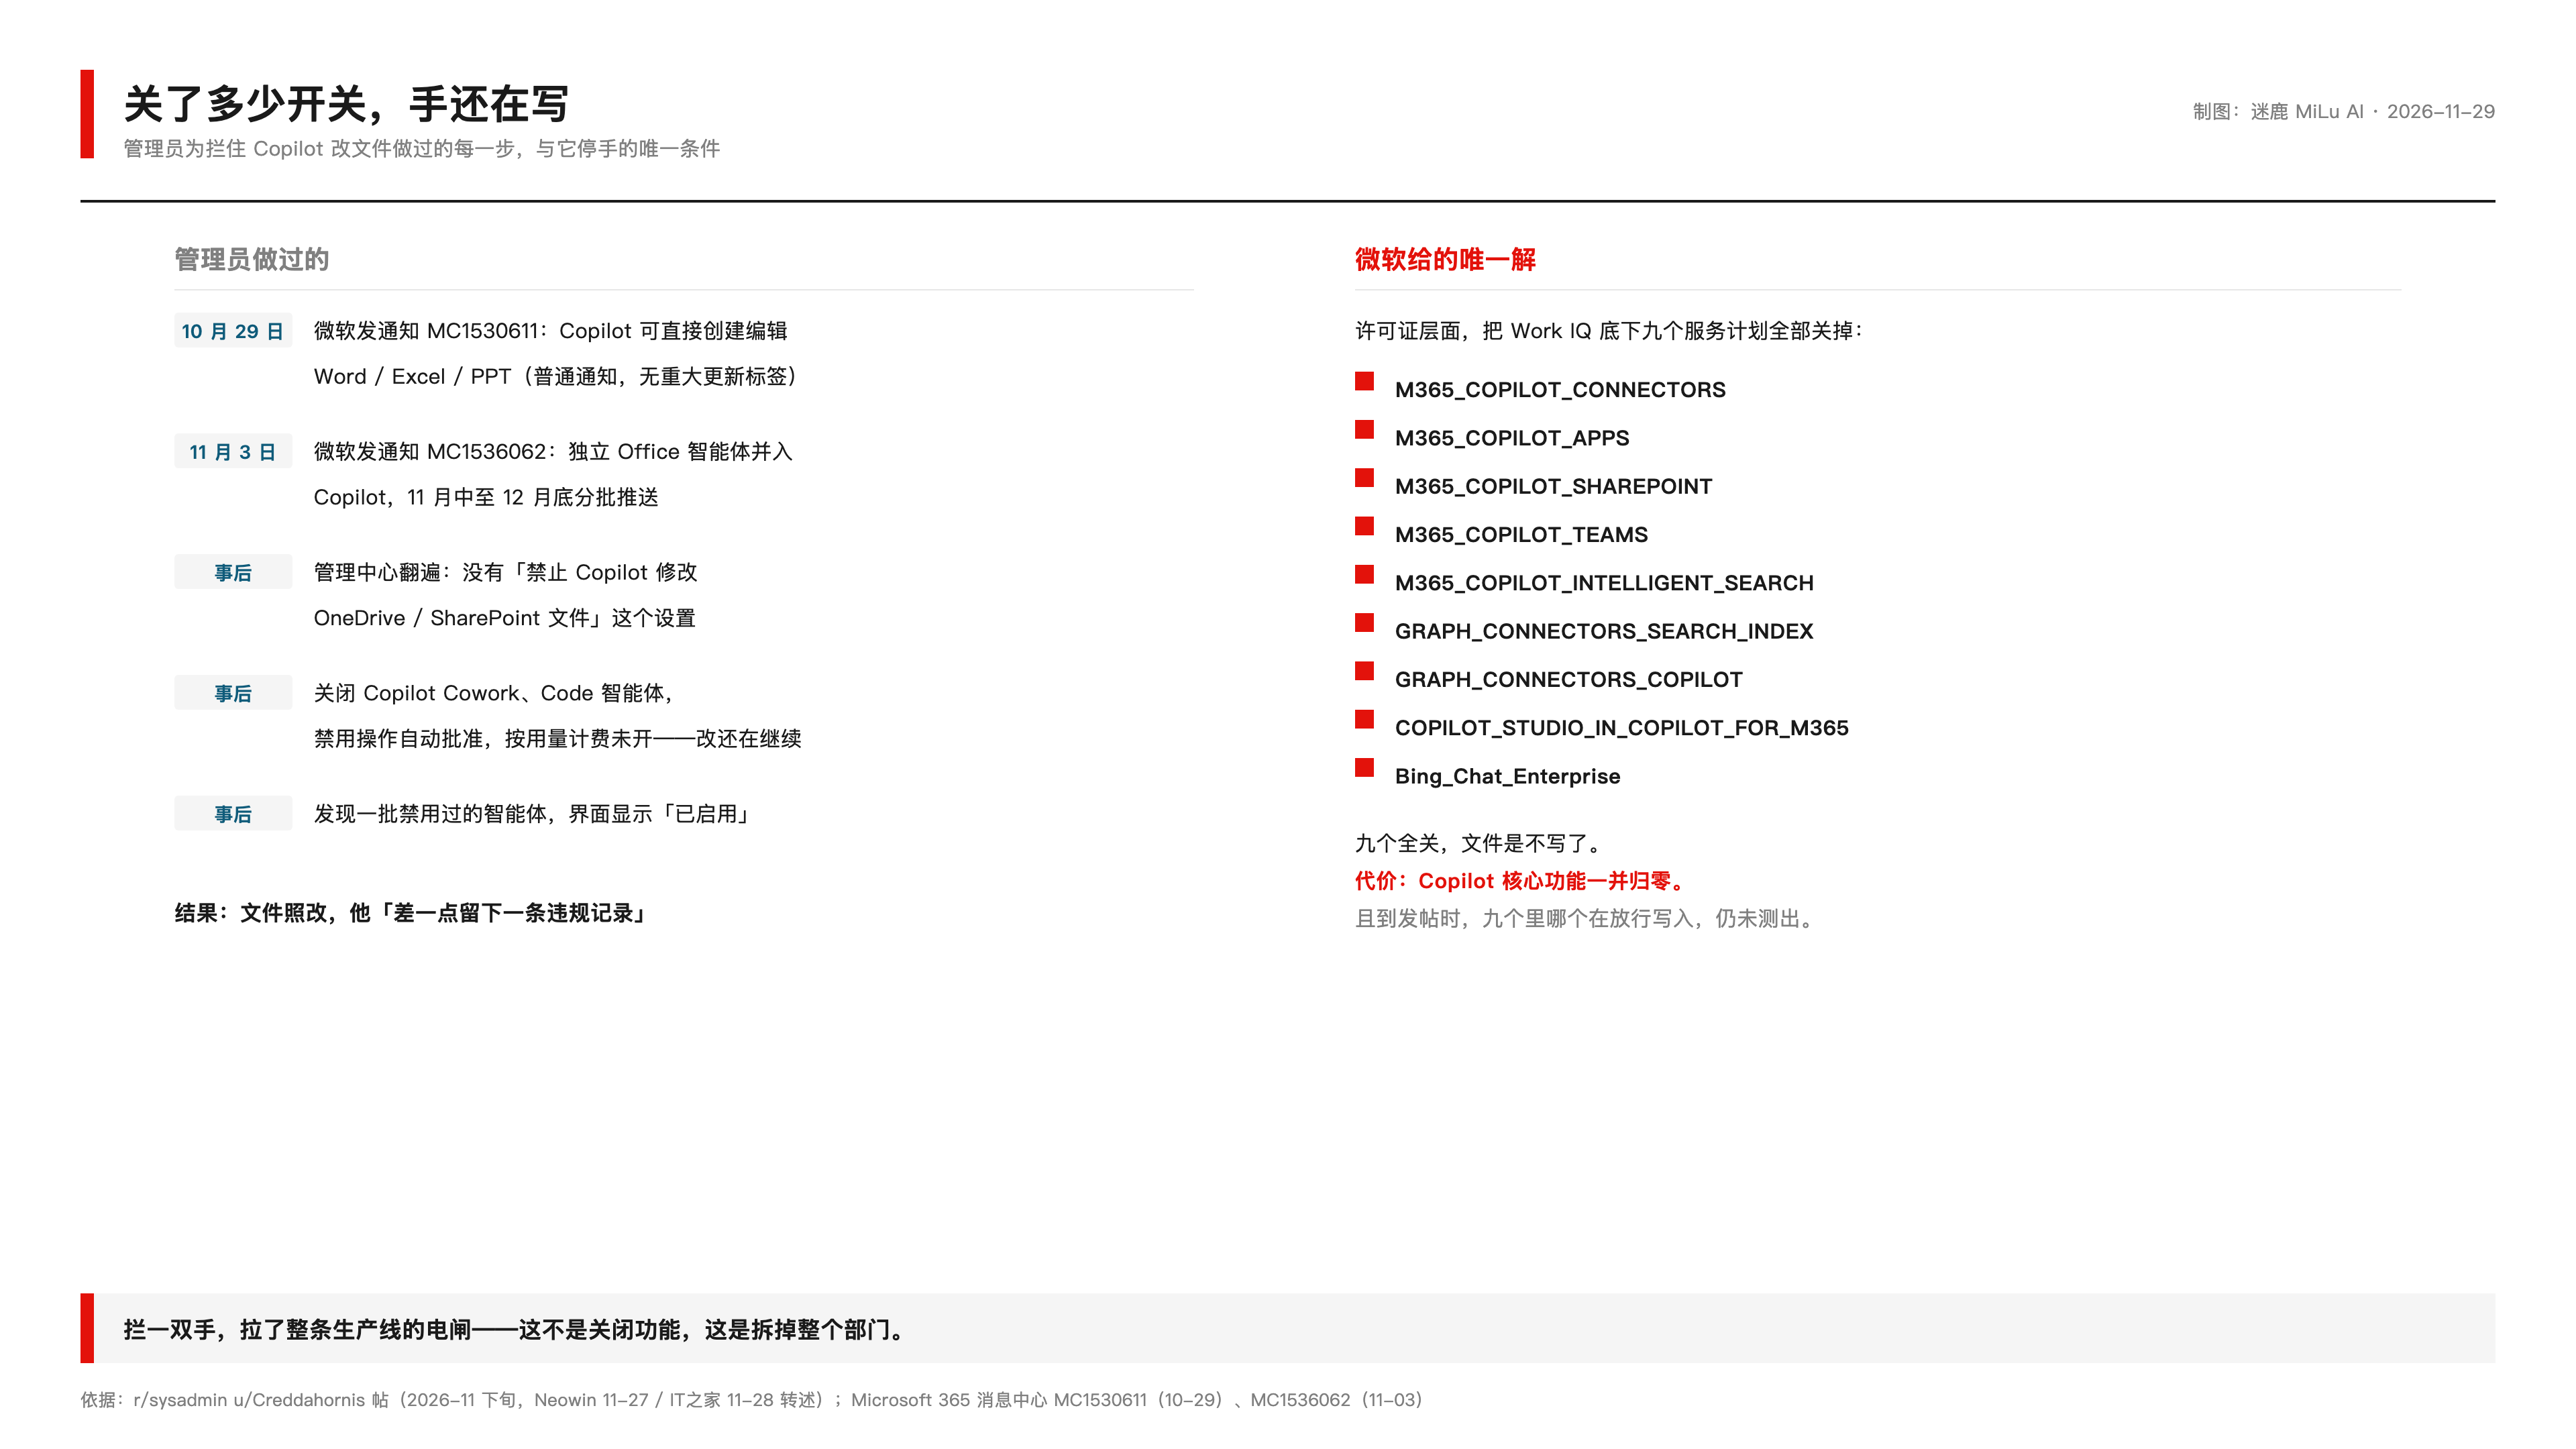 关了多少开关，手还在写
管理员为拦住 Copilot 改文件做过的每一步，与它停手的唯一条件
制图：迷鹿 MiLu AI · 2026-11-29
管理员做过的
10 月 29 日
微软发通知 MC1530611：Copilot 可直接创建编辑
Word / Excel / PPT（普通通知，无重大更新标签）
11 月 3 日
微软发通知 MC1536062：独立 Office 智能体并入
Copilot，11 月中至 12 月底分批推送
事后
管理中心翻遍：没有「禁止 Copilot 修改
OneDrive / SharePoint 文件」这个设置
事后
关闭 Copilot Cowork、Code 智能体，
禁用操作自动批准，按用量计费未开——改还在继续
事后
发现一批禁用过的智能体，界面显示「已启用」
结果：文件照改，他「差一点留下一条违规记录」
微软给的唯一解
许可证层面，把 Work IQ 底下九个服务计划全部关掉：
M365_COPILOT_CONNECTORS
M365_COPILOT_APPS
M365_COPILOT_SHAREPOINT
M365_COPILOT_TEAMS
M365_COPILOT_INTELLIGENT_SEARCH
GRAPH_CONNECTORS_SEARCH_INDEX
GRAPH_CONNECTORS_COPILOT
COPILOT_STUDIO_IN_COPILOT_FOR_M365
Bing_Chat_Enterprise
九个全关，文件是不写了。
代价：Copilot 核心功能一并归零。
且到发帖时，九个里哪个在放行写入，仍未测出。
拦一双手，拉了整条生产线的电闸——这不是关闭功能，这是拆掉整个部门。
依据：r/sysadmin u/Creddahornis 帖（2026-11 下旬，Neowin 11-27 / IT之家 11-28 转述）；Microsoft 365 消息中心 MC1530611（10-29）、MC1536062（11-03）